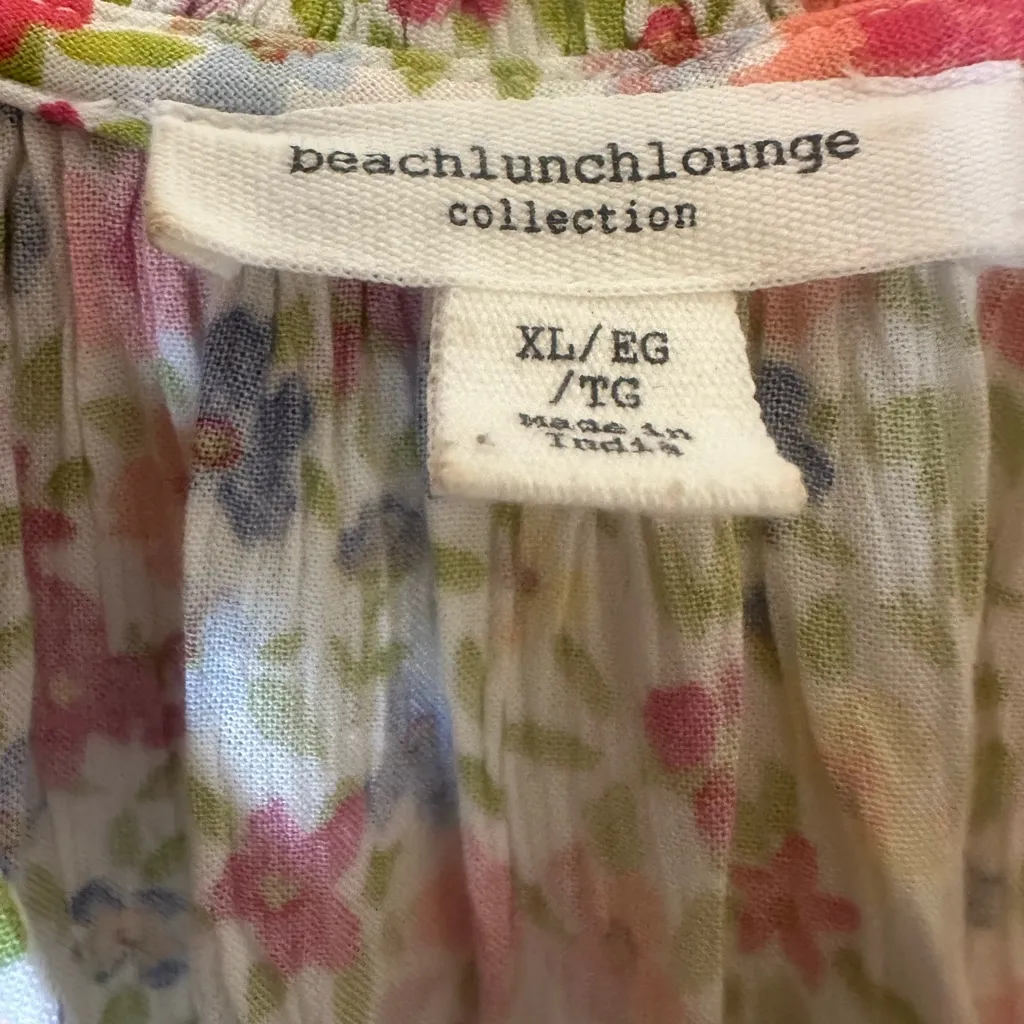 beachlunchlounge
collection
XL/EG
/TG
Made in
India